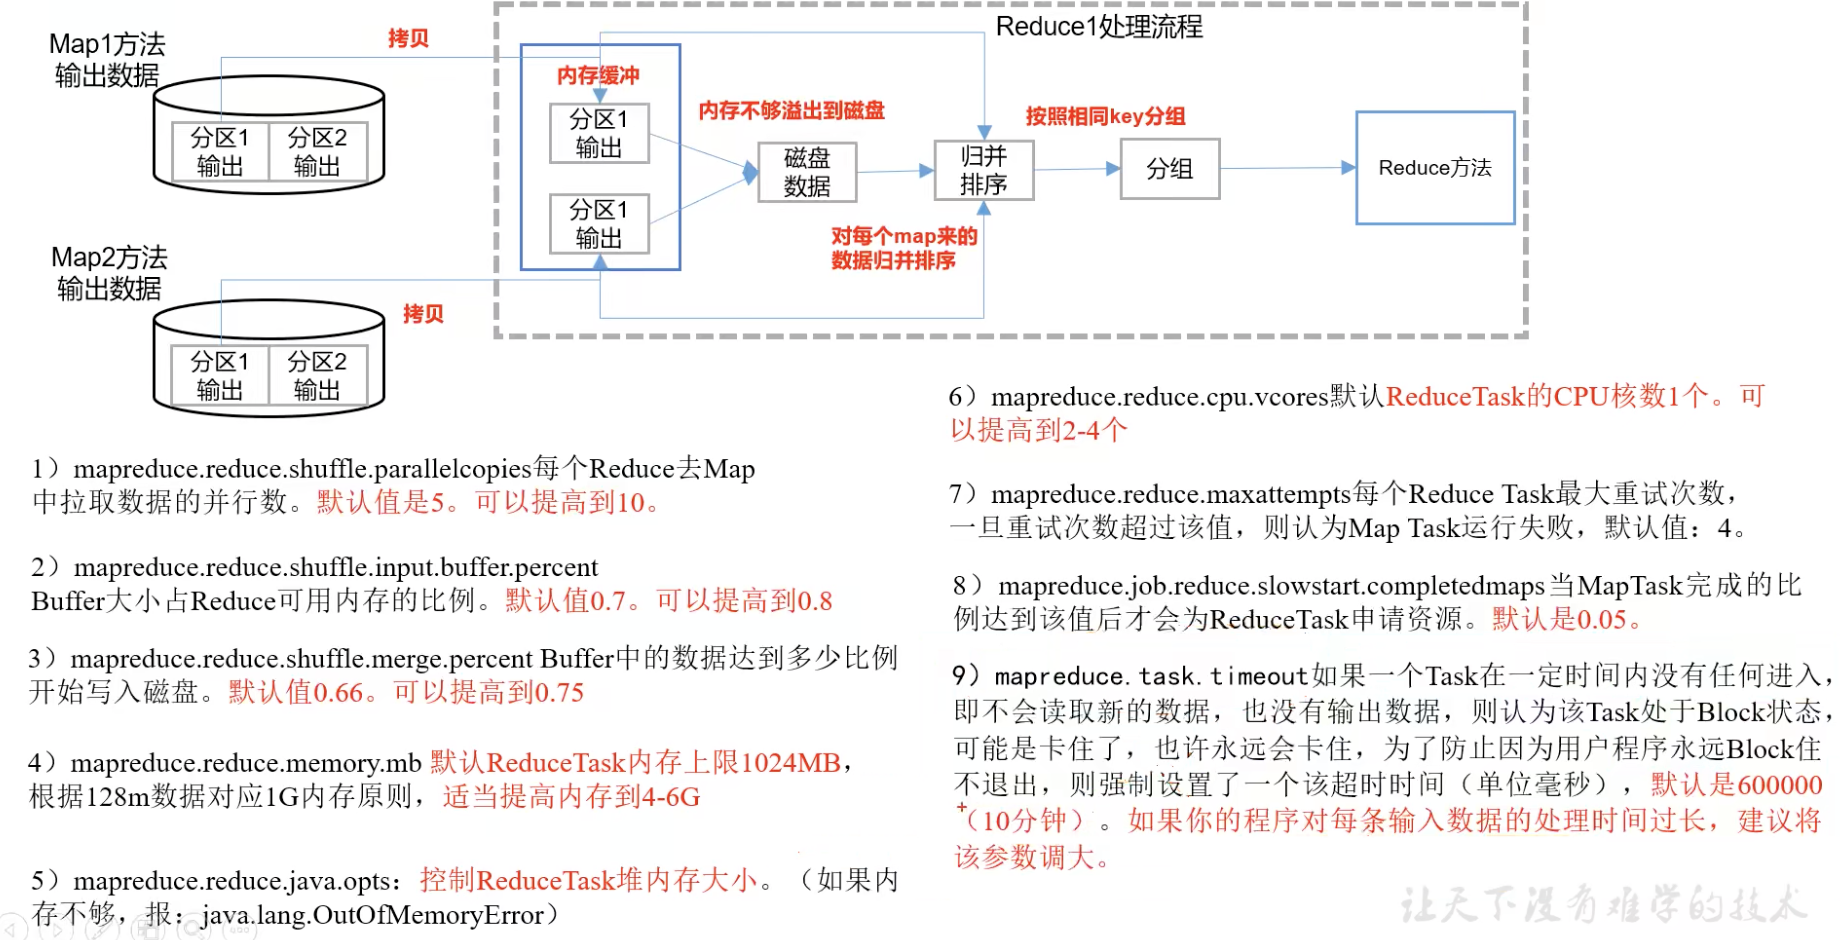 Reduce1处理流程
Map1方法
输出数据
拷贝
分区1
输出
分区2
输出
内存缓冲
分区1
输出
分区1
输出
内存不够溢出到磁盘
磁盘
数据
归并
排序
对每个map来的
数据归并排序
按照相同key分组
分组
Reduce方法
Map2方法
输出数据
拷贝
分区1
输出
分区2
输出
1）mapreduce.reduce.shuffle.parallelcopies每个Reduce去Map
中拉取数据的并行数。默认值是5。可以提高到10。
2）mapreduce.reduce.shuffle.input.buffer.percent
Buffer大小占Reduce可用内存的比例。默认值0.7。可以提高到0.8
3）mapreduce.reduce.shuffle.merge.percent Buffer中的数据达到多少比例
开始写入磁盘。默认值0.66。可以提高到0.75
4）mapreduce.reduce.memory.mb 默认ReduceTask内存上限1024MB，
根据128m数据对应1G内存原则，适当提高内存到4-6G
5）mapreduce.reduce.java.opts：控制ReduceTask堆内存大小。（如果内
存不够，报：java.lang.OutOfMemoryError）
6）mapreduce.reduce.cpu.vcores默认ReduceTask的CPU核数1个。可
以提高到2-4个
7）mapreduce.reduce.maxattempts每个Reduce Task最大重试次数，
一旦重试次数超过该值，则认为Map Task运行失败，默认值：4。
8）mapreduce.job.reduce.slowstart.completedmaps当MapTask完成的比
例达到该值后才会为ReduceTask申请资源。默认是0.05。
9）mapreduce.task.timeout如果一个Task在一定时间内没有任何进入，
即不会读取新的数据，也没有输出数据，则认为该Task处于Block状态，
可能是卡住了，也许永远会卡住，为了防止因为用户程序永远Block住
不退出，则强制设置了一个该超时时间（单位毫秒），默认是600000
（10分钟）。如果你的程序对每条输入数据的处理时间过长，建议将
该参数调大。
让天下没有难学的技术